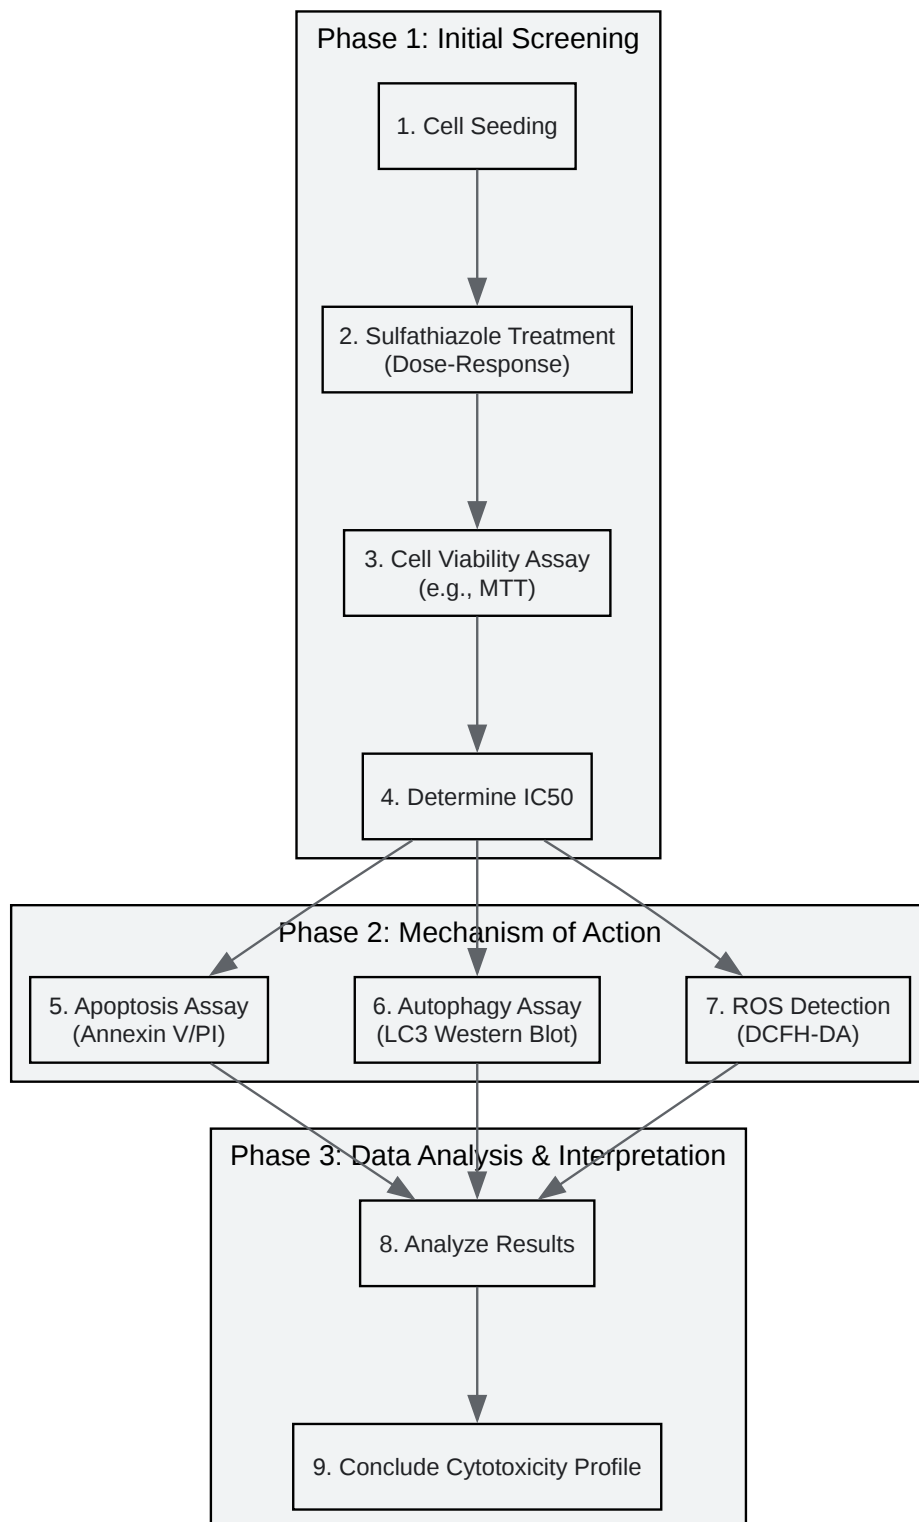 Phase 1: Initial Screening
1. Cell Seeding
2. Sulfathiazole Treatment
(Dose-Response)
3. Cell Viability Assay
(e.g., MTT)
4. Determine IC50
Phase 2: Mechanism of Action
5. Apoptosis Assay
(Annexin V/PI)
6. Autophagy Assay
(LC3 Western Blot)
7. ROS Detection
(DCFH-DA)
Phase 3: Data Analysis & Interpretation
8. Analyze Results
9. Conclude Cytotoxicity Profile